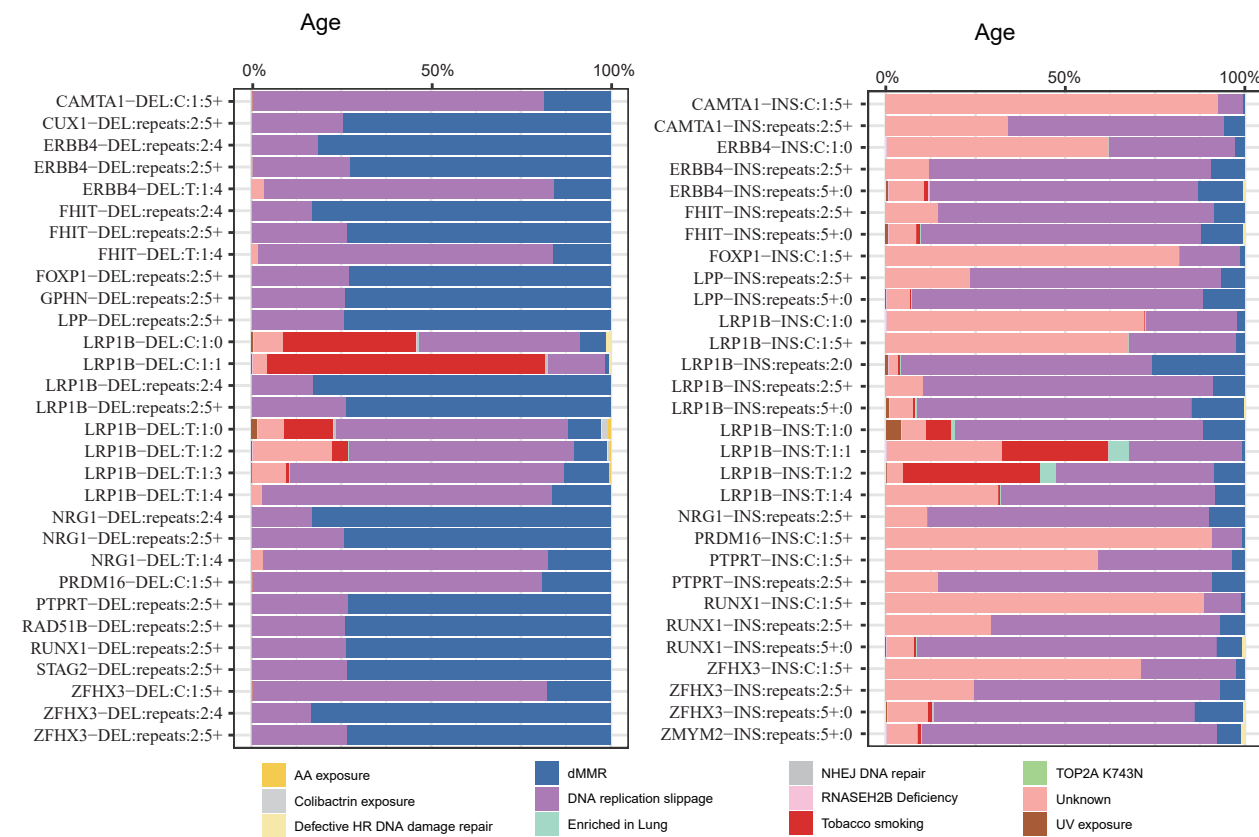 Age
0% 50% 100%
CAMTA1−DEL:C:1:5+
CUX1−DEL:repeats:2:5+
ERBB4−DEL:repeats:2:4
ERBB4−DEL:repeats:2:5+
ERBB4−DEL:T:1:4
FHIT−DEL:repeats:2:4
FHIT−DEL:repeats:2:5+
FHIT−DEL:T:1:4
FOXP1−DEL:repeats:2:5+
GPHN−DEL:repeats:2:5+
LPP−DEL:repeats:2:5+
LRP1B−DEL:C:1:0
LRP1B−DEL:C:1:1
LRP1B−DEL:repeats:2:4
LRP1B−DEL:repeats:2:5+
LRP1B−DEL:T:1:0
LRP1B−DEL:T:1:2
LRP1B−DEL:T:1:3
LRP1B−DEL:T:1:4
NRG1−DEL:repeats:2:4
NRG1−DEL:repeats:2:5+
NRG1−DEL:T:1:4
PRDM16−DEL:C:1:5+
PTPRT−DEL:repeats:2:5+
RAD51B−DEL:repeats:2:5+
RUNX1−DEL:repeats:2:5+
STAG2−DEL:repeats:2:5+
ZFHX3−DEL:C:1:5+
ZFHX3−DEL:repeats:2:4
ZFHX3−DEL:repeats:2:5+
Age
0% 50% 100%
CAMTA1−INS:C:1:5+
CAMTA1−INS:repeats:2:5+
ERBB4−INS:C:1:0
ERBB4−INS:repeats:2:5+
ERBB4−INS:repeats:5+:0
FHIT−INS:repeats:2:5+
FHIT−INS:repeats:5+:0
FOXP1−INS:C:1:5+
LPP−INS:repeats:2:5+
LPP−INS:repeats:5+:0
LRP1B−INS:C:1:0
LRP1B−INS:C:1:5+
LRP1B−INS:repeats:2:0
LRP1B−INS:repeats:2:5+
LRP1B−INS:repeats:5+:0
LRP1B−INS:T:1:0
LRP1B−INS:T:1:1
LRP1B−INS:T:1:2
LRP1B−INS:T:1:4
NRG1−INS:repeats:2:5+
PRDM16−INS:C:1:5+
PTPRT−INS:C:1:5+
PTPRT−INS:repeats:2:5+
RUNX1−INS:C:1:5+
RUNX1−INS:repeats:2:5+
RUNX1−INS:repeats:5+:0
ZFHX3−INS:C:1:5+
ZFHX3−INS:repeats:2:5+
ZFHX3−INS:repeats:5+:0
ZMYM2−INS:repeats:5+:0
AA exposure
Colibactrin exposure
Defective HR DNA damage repair
dMMR
DNA replication slippage
Enriched in Lung
NHEJ DNA repair
RNASEH2B Deficiency
Tobacco smoking
TOP2A K743N
Unknown
UV exposure